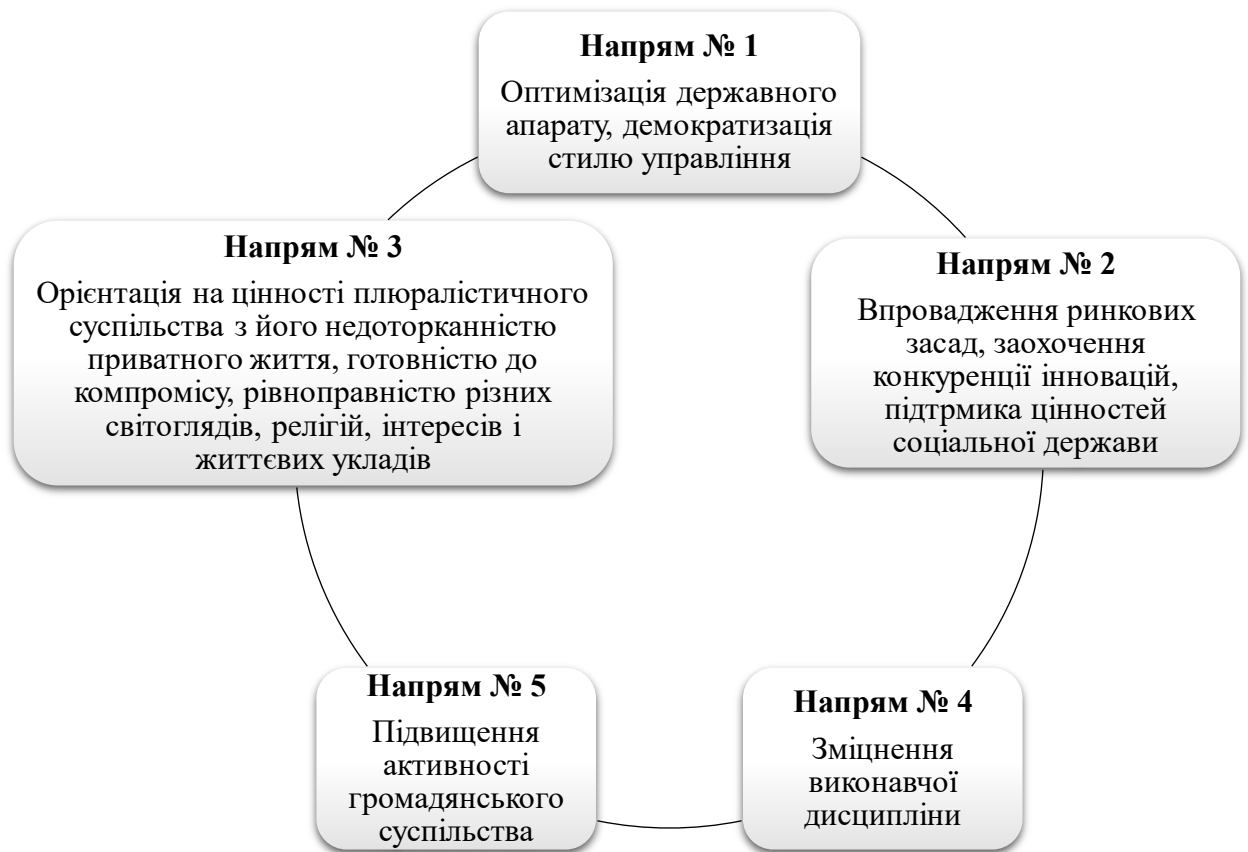 Напрям № 1
Оптимізація державного
апарату, демократизація
стилю управління
Напрям № 3
Орієнтація на цінності плюралістичного
суспільства з його недоторканністю
приватного життя, готовністю до
компромісу, рівноправністю різних
світоглядів, релігій, інтересів і
життєвих укладів
Напрям № 2
Впровадження ринкових
засад, заохочення
конкуренції інновацій,
підтрмика цінностей
соціальної держави
Напрям № 5
Підвищення
активності
громадянського
суспільства
Напрям № 4
Зміцнення
виконавчої
дисципліни